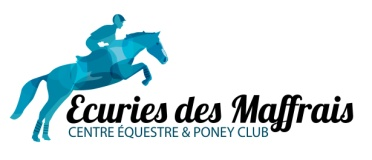 Ecuries des Maffrais
CENTRE ÉQUESTRE & PONEY CLUB